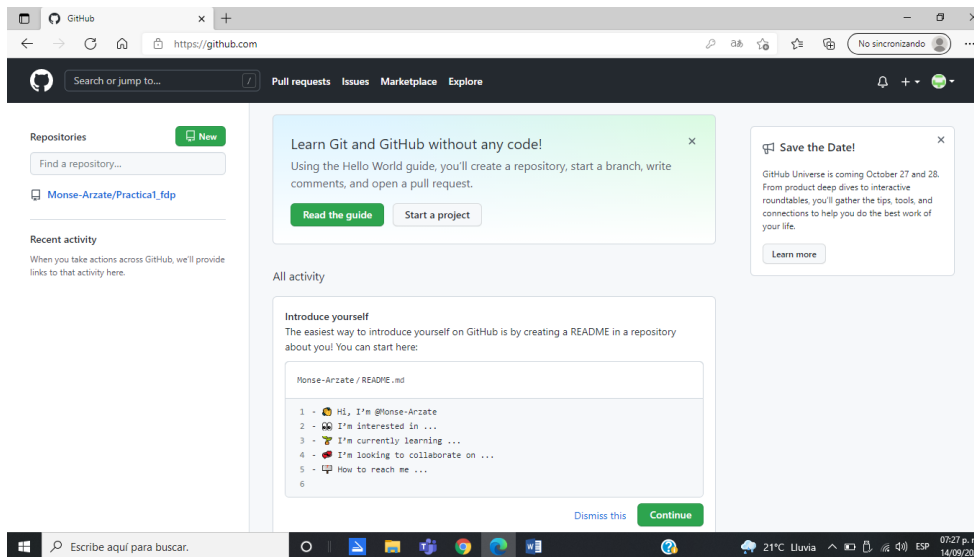 GitHub
https://github.com
No sincronizando
Search or jump to...
/
Pull requests Issues Marketplace Explore
Repositories
New
Find a repository...
Monse-Arzate/Practica1_fdp
Recent activity
When you take actions across GitHub, we'll provide
links to that activity here.
Learn Git and GitHub without any code!
Using the Hello World guide, you'll create a repository, start a branch, write
comments, and open a pull request.
Read the guide
Start a project
All activity
Introduce yourself
The easiest way to introduce yourself on GitHub is by creating a README in a repository
about you! You can start here:
Monse-Arzate / README.md
1 - 👋 Hi, I'm @Monse-Arzate
2 - 👀 I'm interested in ...
3 - 🌱 I'm currently learning ...
4 - 💞️ I'm looking to collaborate on ...
5 - 📫 How to reach me ...
6
Dismiss this
Continue
Save the Date!
GitHub Universe is coming October 27 and 28.
From product deep dives to interactive
roundtables, you'll gather the tips, tools, and
connections to help you do the best work of
your life.
Learn more
Escribe aquí para buscar.
21°C Lluvia
ESP
07:27 p.
14/09/20